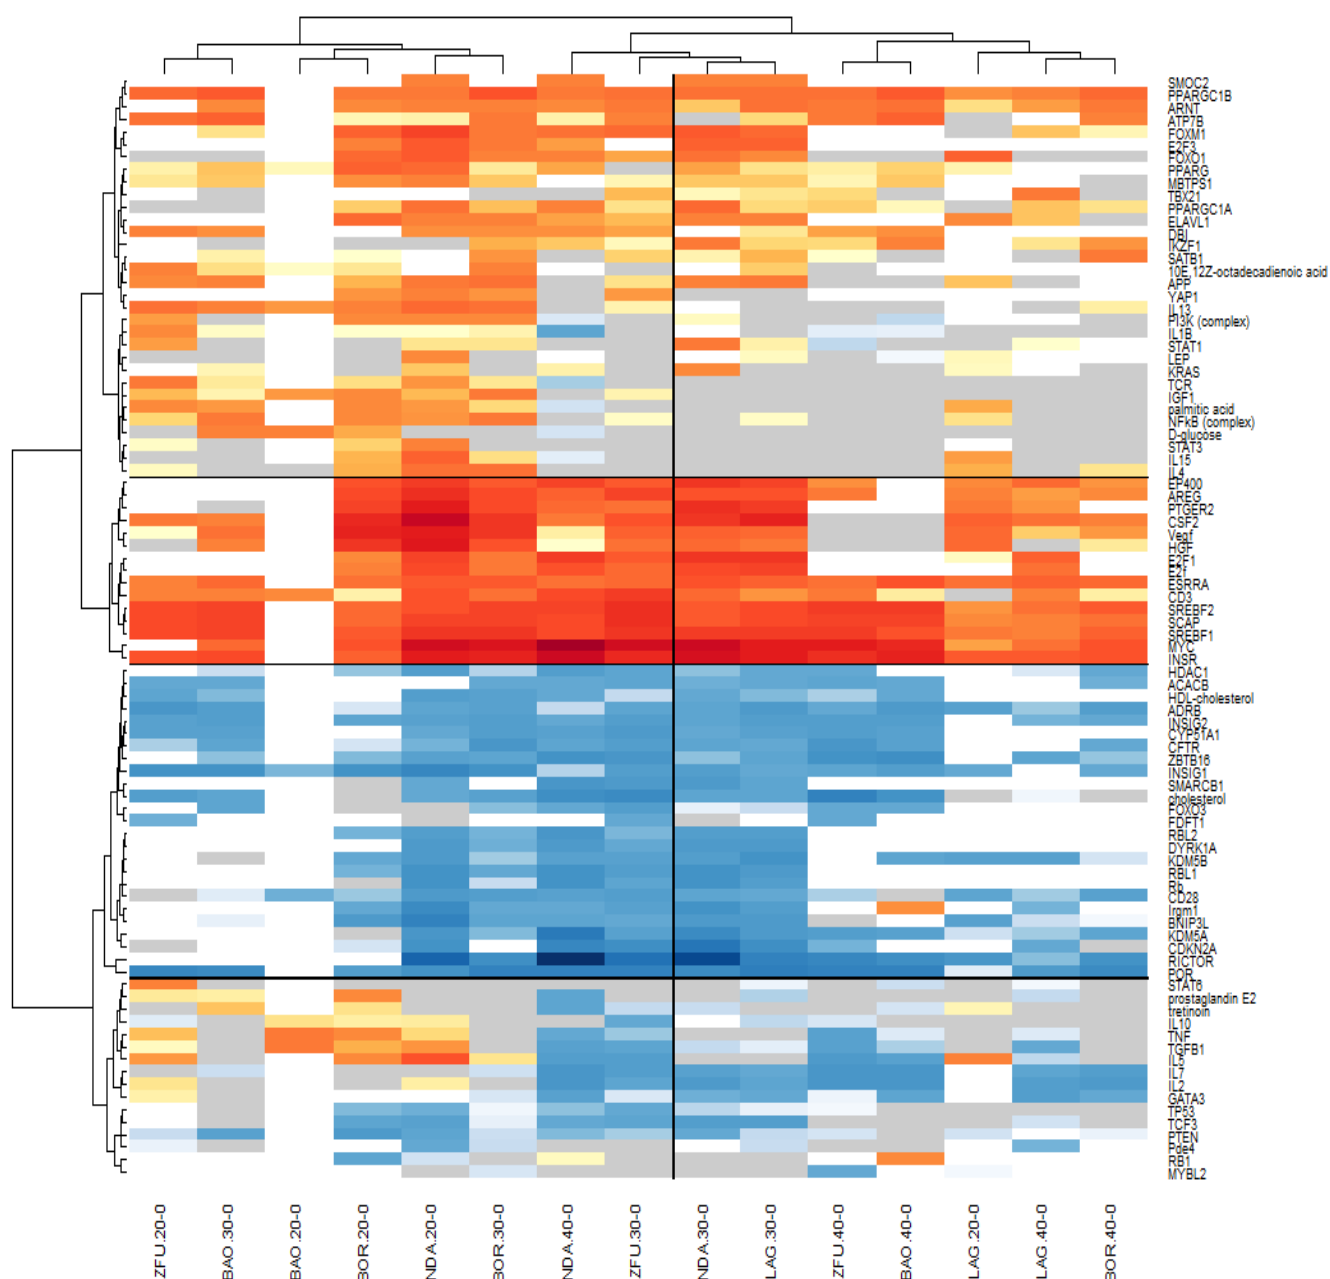 SMOC2
PPARGC1B
ARNT
ATP7B
FOXM1
E2F3
FOXO1
PPARG
MBTPS1
TBX21
PPARGC1A
ELAVL1
DBI
IKZF1
SATB1
10E,12Z-octadecadienoic acid
APP
YAP1
IL13
PI3K (complex)
IL1B
STAT1
LEP
KRAS
TCR
IGF1
palmitic acid
NFkB (complex)
D-glucose
STAT3
IL15
IL4
EP400
AREG
PTGER2
CSF2
Vegf
HGF
E2F1
E2f
ESRRA
CD3
SREBF2
SCAP
SREBF1
MYC
INSR
HDAC1
ACACB
HDL-cholesterol
ADRB
INSIG2
CYP51A1
CFTR
ZBTB16
INSIG1
SMARCB1
cholesterol
FOXO3
FDFT1
RBL2
DYRK1A
KDM5B
RBL1
Rb
CD28
Irgm1
BNIP3L
KDM5A
CDKN2A
RICTOR
POR
STAT6
prostaglandin E2
tretinoin
IL10
TNF
TGFB1
IL5
IL7
IL2
GATA3
TP53
TCF3
PTEN
Pde4
RB1
MYBL2
ZFU.20-0
BAO.30-0
BAO.20-0
BOR.20-0
NDA.20-0
BOR.30-0
NDA.40-0
ZFU.30-0
NDA.30-0
LAG.30-0
ZFU.40-0
BAO.40-0
LAG.20-0
LAG.40-0
BOR.40-0